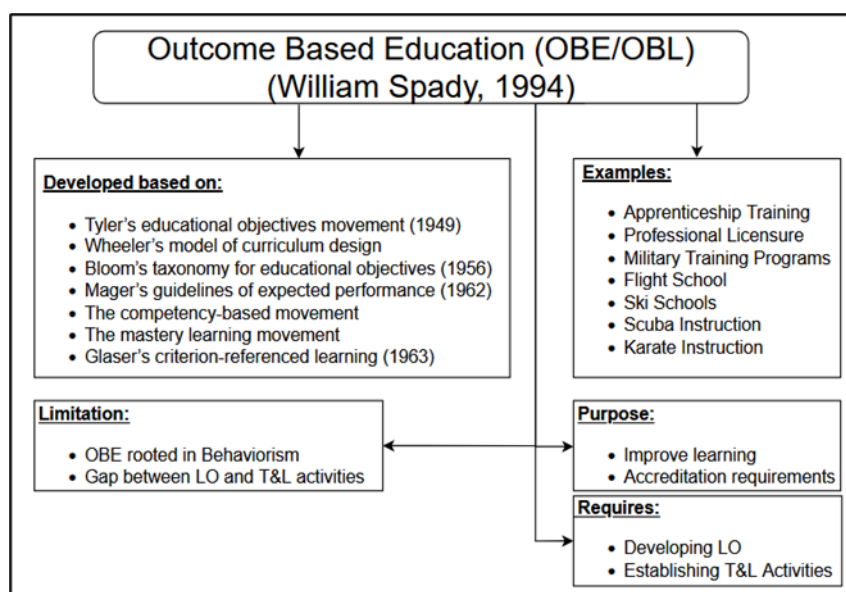 Outcome Based Education (OBE/OBL)
(William Spady, 1994)
Developed based on:
• Tyler's educational objectives movement (1949)
• Wheeler's model of curriculum design
• Bloom's taxonomy for educational objectives (1956)
• Mager's guidelines of expected performance (1962)
• The competency-based movement
• The mastery learning movement
• Glaser's criterion-referenced learning (1963)
Examples:
• Apprenticeship Training
• Professional Licensure
• Military Training Programs
• Flight School
• Ski Schools
• Scuba Instruction
• Karate Instruction
Limitation:
• OBE rooted in Behaviorism
• Gap between LO and T&L activities
Purpose:
• Improve learning
• Accreditation requirements
Requires:
• Developing LO
• Establishing T&L Activities